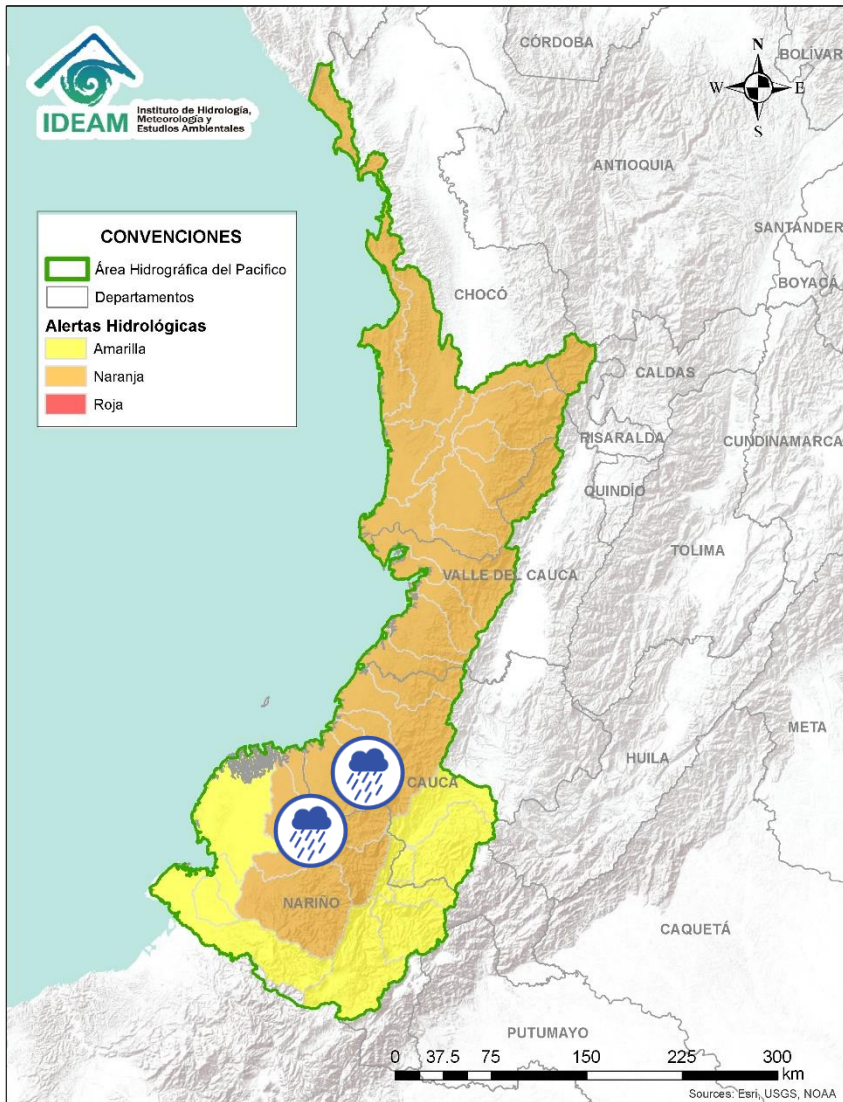 IDEAM
Instituto de Hidrología,
Meteorología y
Estudios Ambientales
CÓRDOBA
BOLÍVAR
N
W
E
S
ANTIOQUIA
SANTANDER
BOYACÁ
CONVENCIONES
Área Hidrográfica del Pacifico
Departamentos
Alertas Hidrológicas
Amarilla
Naranja
Roja
CHOCÓ
CALDAS
RISARALDA
CUNDINAMARCA
QUINDÍO
TOLIMA
VALLE DEL CAUCA
META
HUILA
CAUCA
NARIÑO
CAQUETÁ
PUTUMAYO
0 37.5 75 150 225 300
km
Sources: Esri, USGS, NOAA